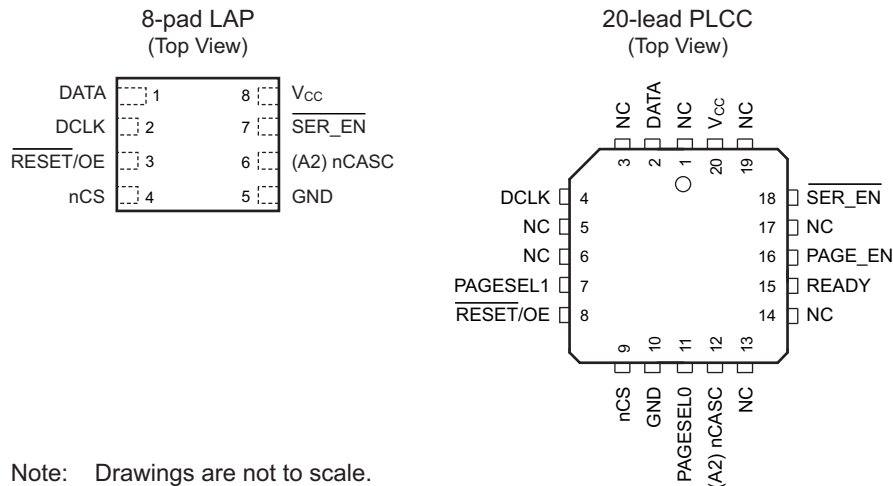 8-pad LAP
(Top View)
DATA 1
DCLK 2
RESET/OE 3
nCS 4
8 VCC
7 SER_EN
6 (A2) nCASC
5 GND
20-lead PLCC
(Top View)
3 NC
2 DATA
1 NC
20 VCC
19 NC
DCLK 4
NC 5
NC 6
PAGESEL1 7
RESET/OE 8
18 SER_EN
17 NC
16 PAGE_EN
15 READY
14 NC
9 nCS
10 GND
11 PAGESEL0
12 (A2) nCASC
13 NC
Note: Drawings are not to scale.